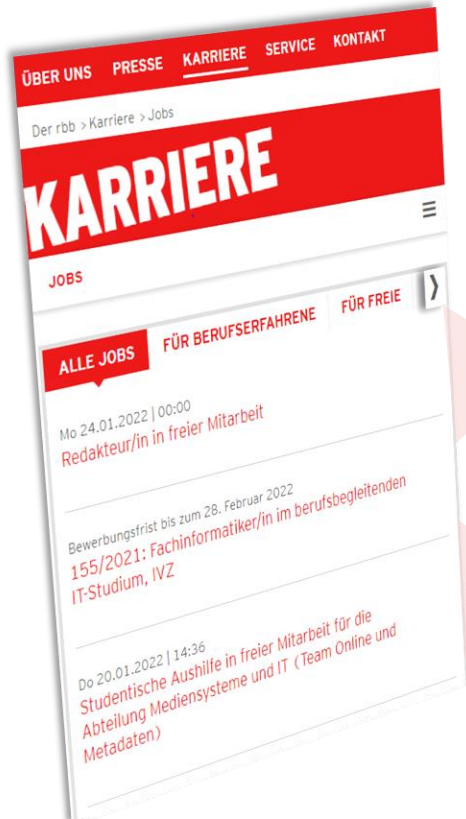 ÜBER UNS PRESSE KARRIERE SERVICE KONTAKT
Der rbb > Karriere > Jobs
KARRIERE
JOBS
ALLE JOBS FÜR BERUFSERFAHRENE FÜR FREIE
Mo 24.01.2022 | 00:00
Redakteur/in in freier Mitarbeit
Bewerbungsfrist bis zum 28. Februar 2022
155/2021: Fachinformatiker/in im berufsbegleitenden
IT-Studium, IVZ
Do 20.01.2022 | 14:36
Studentische Aushilfe in freier Mitarbeit für die
Abteilung Mediensysteme und IT (Team Online und
Metadaten)